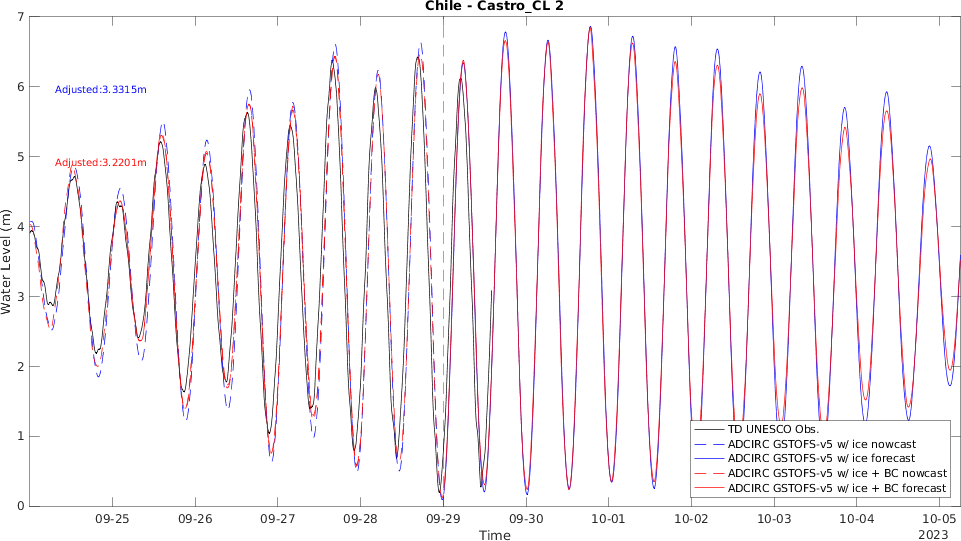 Chile - Castro_CL 2
7
6
5
4
3
2
1
0
Water Level (m)
Adjusted:3.3315m
Adjusted:3.2201m
TD UNESCO Obs.
ADCIRC GSTOFS-v5 w/ ice nowcast
ADCIRC GSTOFS-v5 w/ ice forecast
ADCIRC GSTOFS-v5 w/ ice + BC nowcast
ADCIRC GSTOFS-v5 w/ ice + BC forecast
09-25 09-26 09-27 09-28 09-29 09-30 10-01 10-02 10-03 10-04 10-05
Time
2023